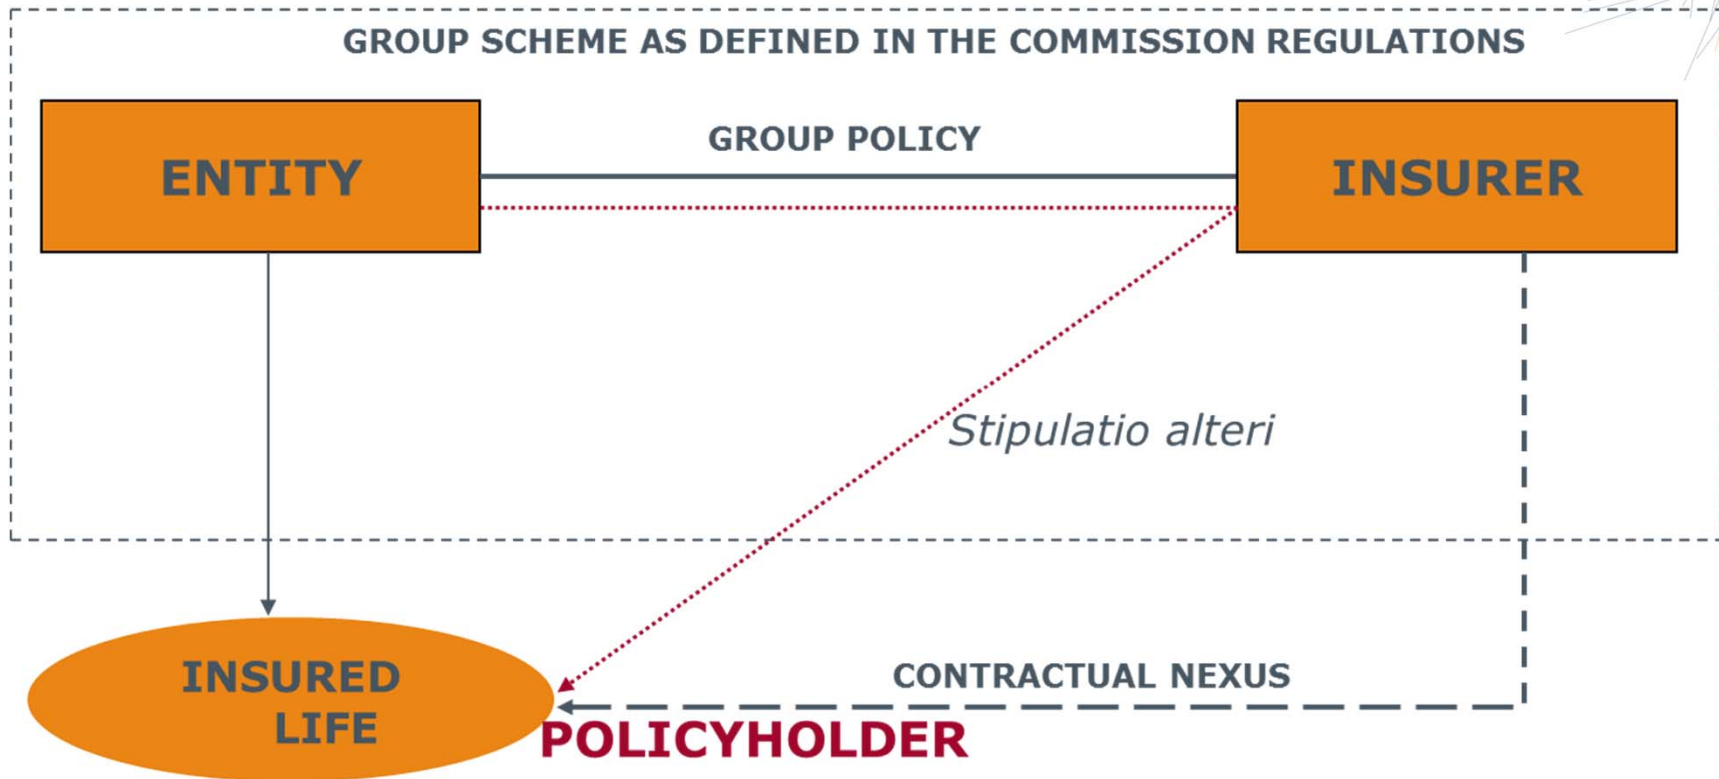 GROUP SCHEME AS DEFINED IN THE COMMISSION REGULATIONS
GROUP POLICY
ENTITY
INSURER
Stipulatio alteri
INSURED
LIFE
CONTRACTUAL NEXUS
POLICYHOLDER